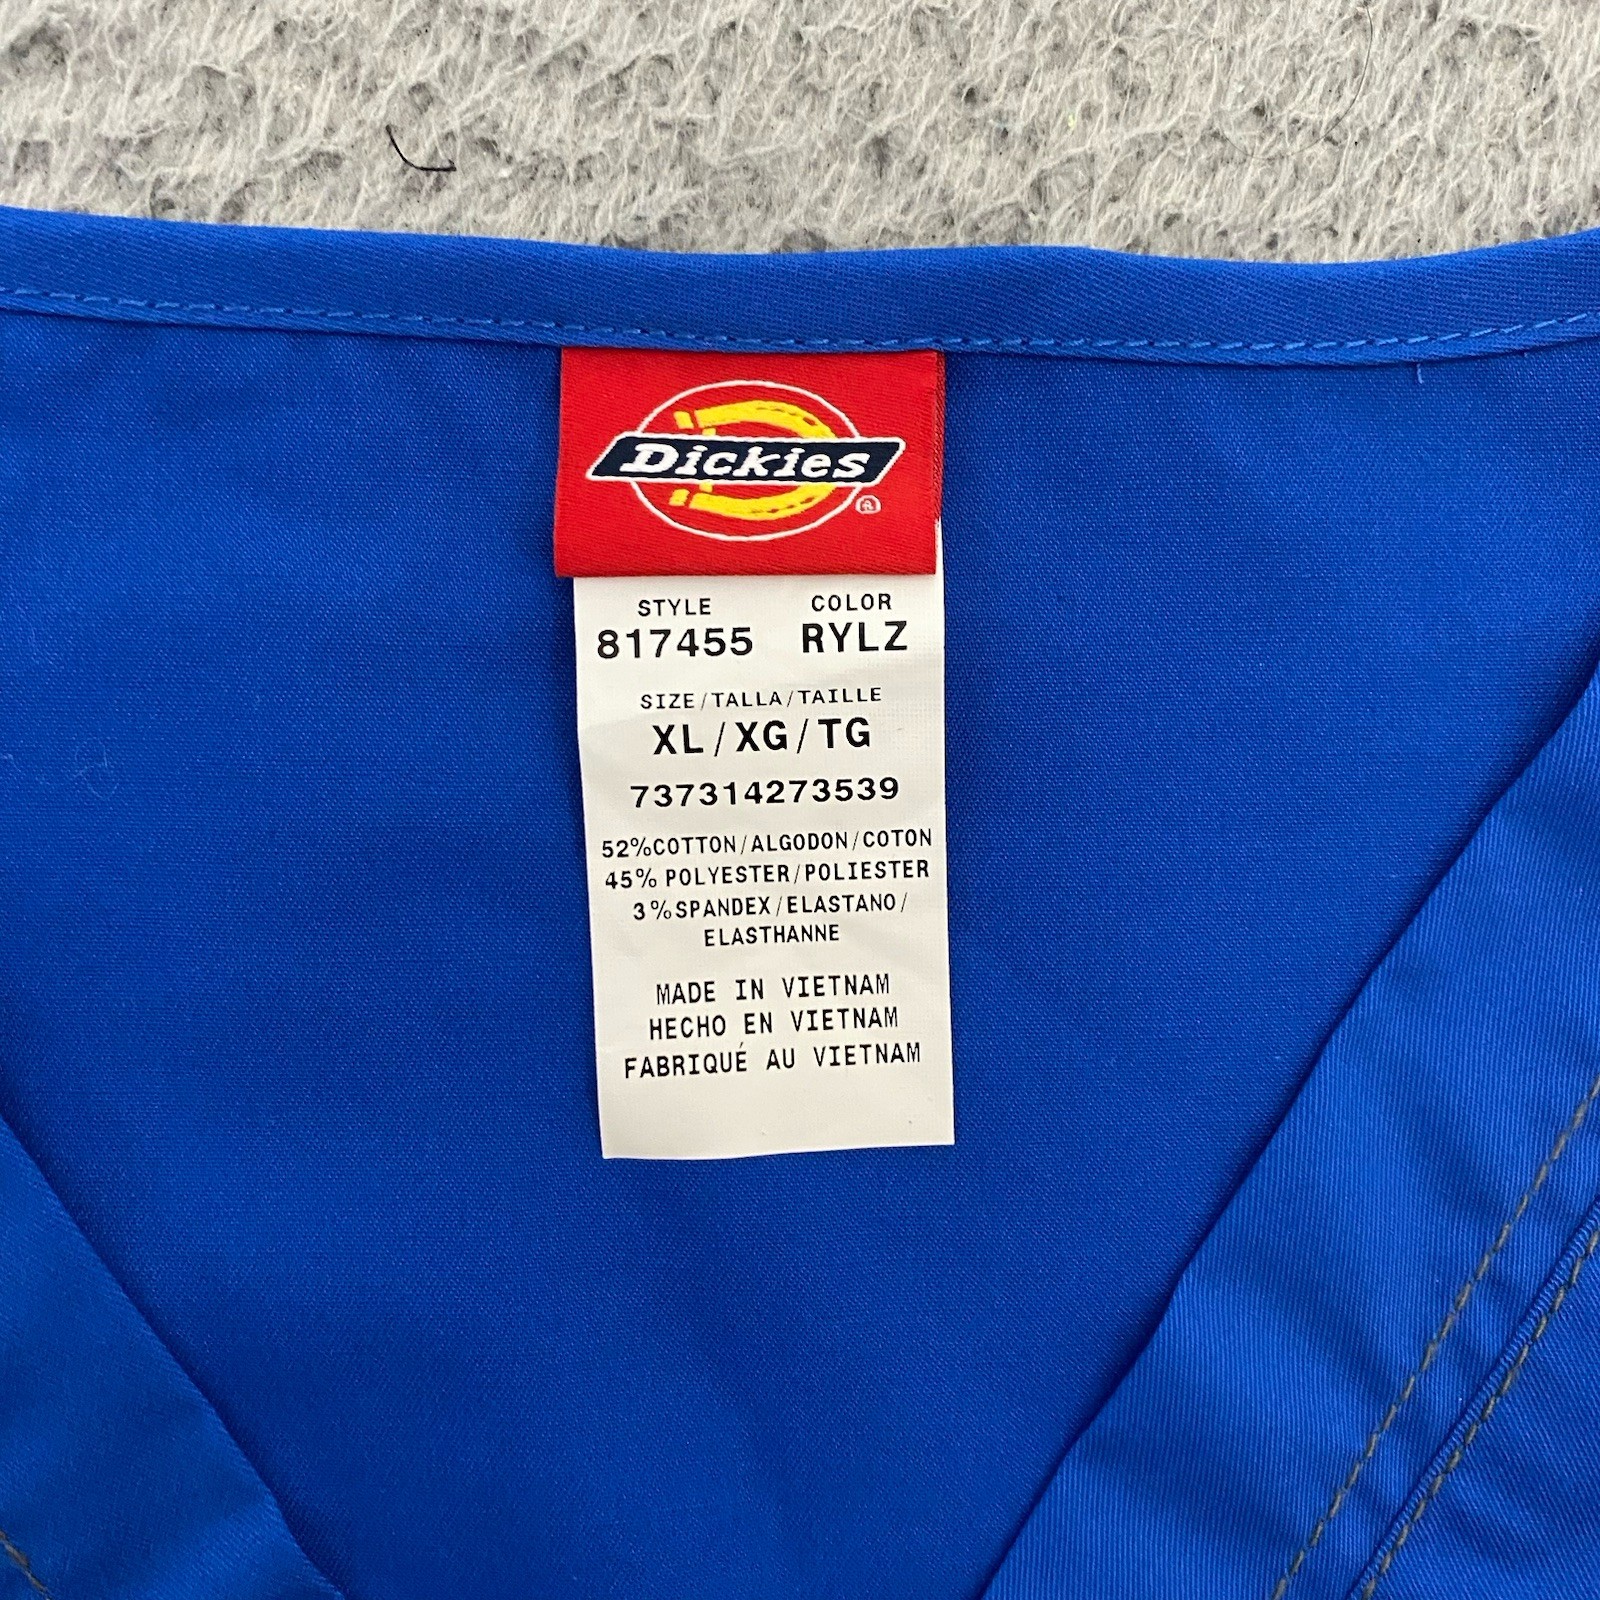 Dickies®
STYLE COLOR
817455 RYLZ
SIZE/TALLA/TAILLE
XL/XG/TG
737314273539
52%COTTON/ALGODON/COTON
45% POLYESTER/POLIESTER
3%SPANDEX/ELASTANO/
ELASTHANNE
MADE IN VIETNAM
HECHO EN VIETNAM
FABRIQUÉ AU VIETNAM